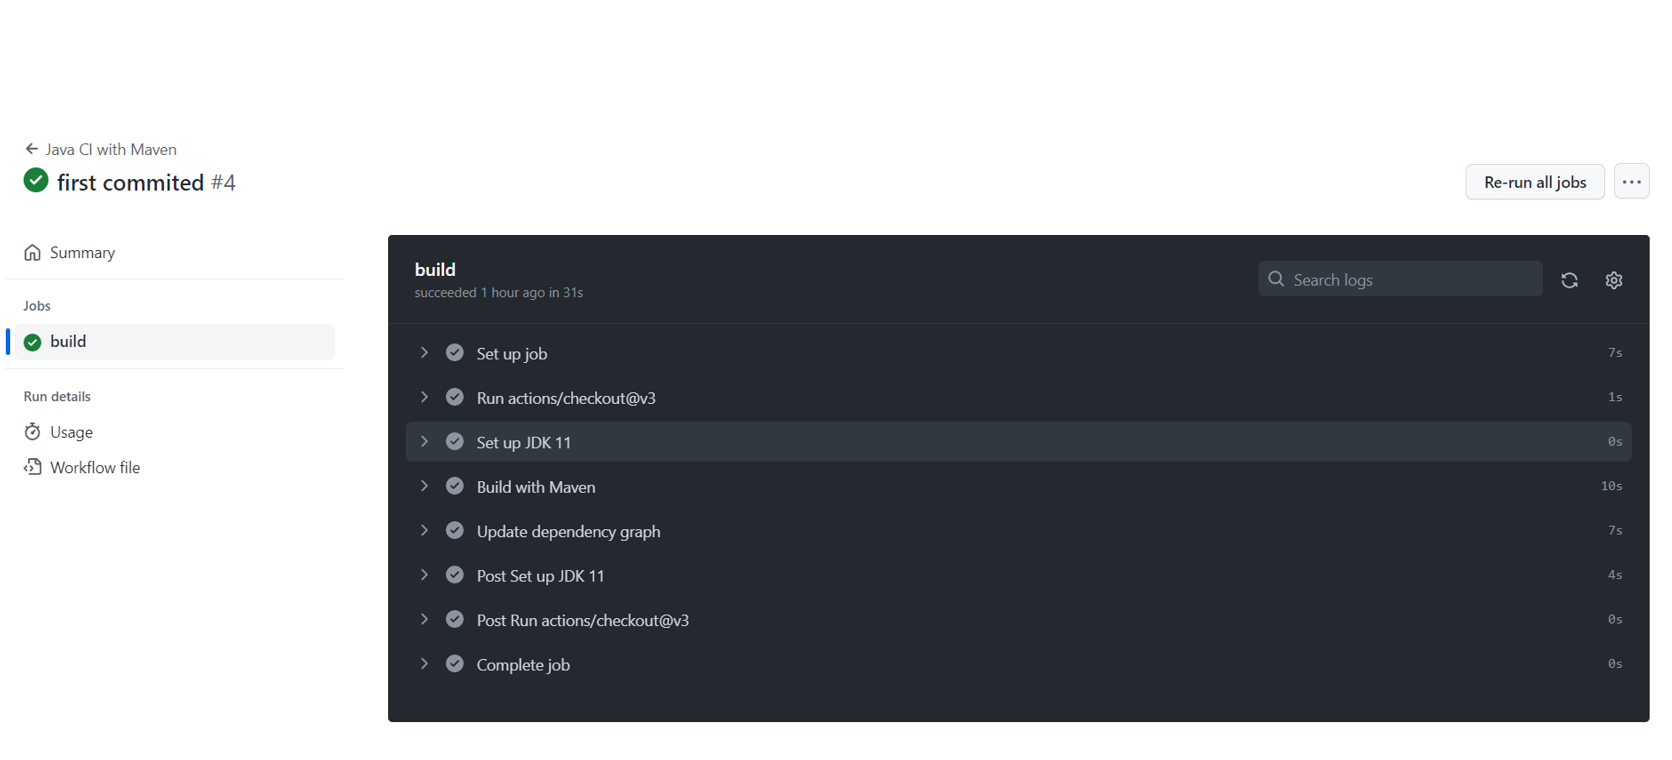 Java CI with Maven
first commited #4
Re-run all jobs
Summary
Jobs
build
Run details
Usage
Workflow file
build
succeeded 1 hour ago in 31s
Search logs
Set up job 7s
Run actions/checkout@v3 1s
Set up JDK 11 0s
Build with Maven 10s
Update dependency graph 7s
Post Set up JDK 11 4s
Post Run actions/checkout@v3 0s
Complete job 0s